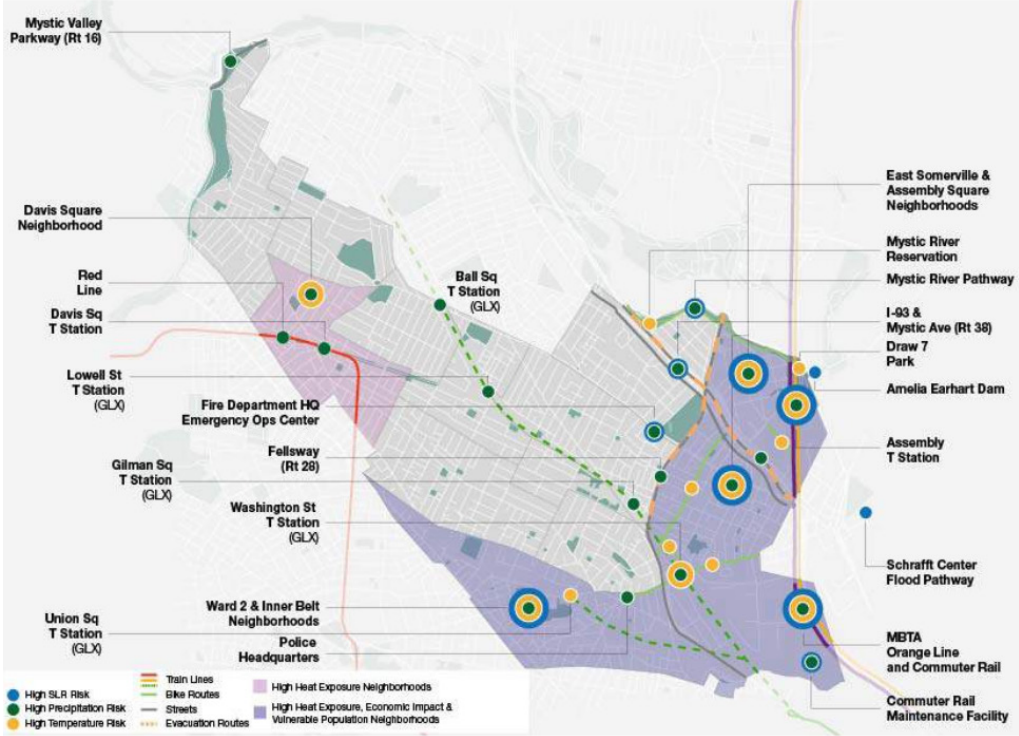 Mystic Valley
Parkway (Rt 16)
Davis Square
Neighborhood
Red
Line
Davis Sq
T Station
Lowell St
T Station
(GLX)
Ball Sq
T Station
(GLX)
Fire Department HQ
Emergency Ops Center
Gilman Sq
T Station
(GLX)
Fellsway
(Rt 28)
Washington St
T Station
(GLX)
Union Sq
T Station
(GLX)
Ward 2 & Inner Belt
Neighborhoods
Police
Headquarters
East Somerville &
Assembly Square
Neighborhoods
Mystic River
Reservation
Mystic River Pathway
I-93 &
Mystic Ave (Rt 38)
Draw 7
Park
Amelia Earhart Dam
Assembly
T Station
Schrafft Center
Flood Pathway
MBTA
Orange Line
and Commuter Rail
Commuter Rail
Maintenance Facility
High SLR Risk
High Precipitation Risk
High Temperature Risk
Train Lines
Bike Routes
Streets
Evacuation Routes
High Heat Exposure Neighborhoods
High Heat Exposure, Economic Impact &
Vulnerable Population Neighborhoods